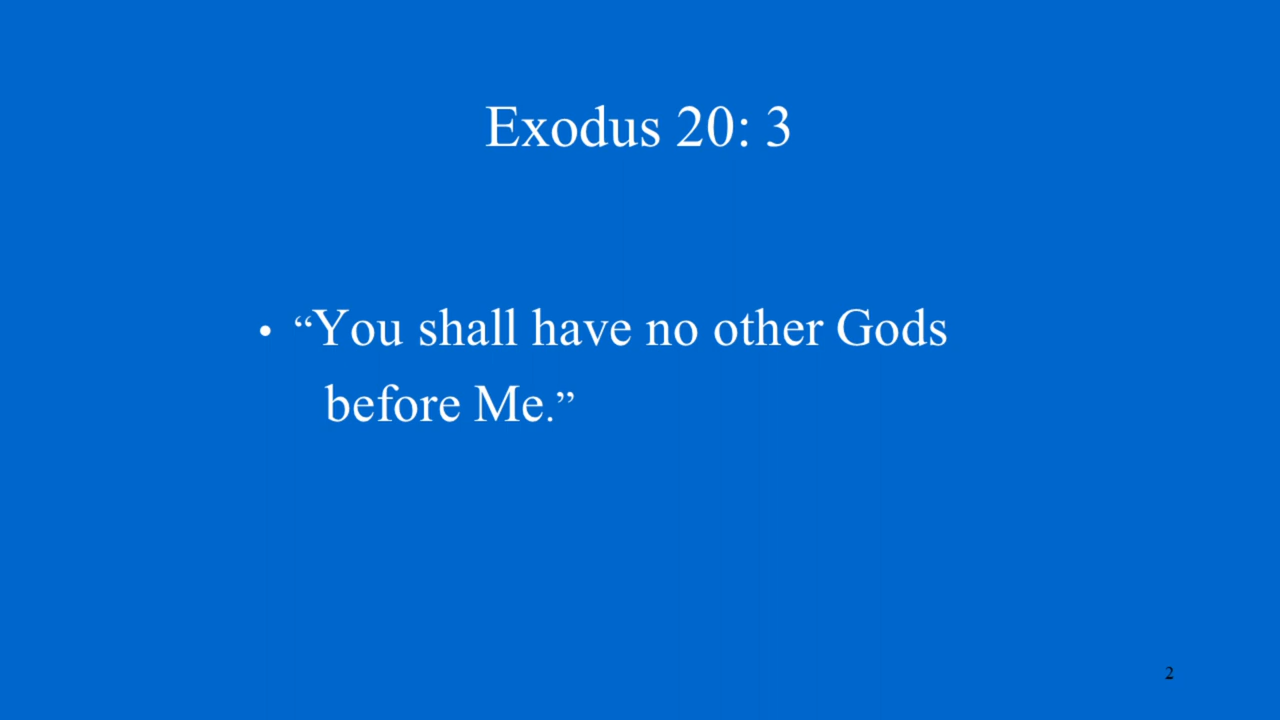 Exodus 20: 3
• “You shall have no other Gods
before Me.”
2